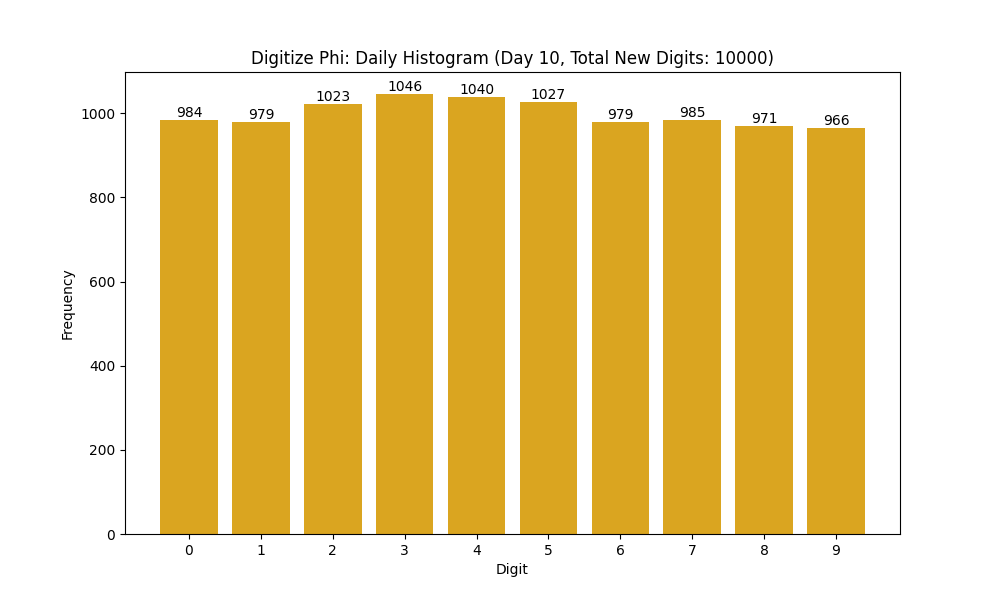 Digitize Phi: Daily Histogram (Day 10, Total New Digits: 10000)
984 979 1023 1046 1040 1027 979 985 971 966
1000
800
600
400
200
0
Frequency
0 1 2 3 4 5 6 7 8 9
Digit